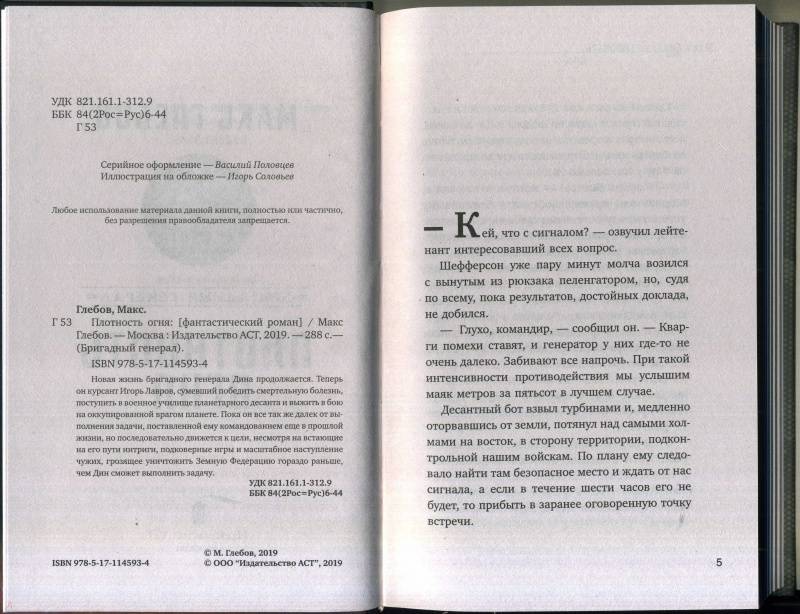 УДК 821.161.1-312.9
ББК 84(2Рос=Рус)6-44
Г 53
Серийное оформление — Василий Половцев
Иллюстрация на обложке — Игорь Соловьев
Любое использование материала данной книги, полностью или частично,
без разрешения правообладателя запрещается.
Глебов, Макс.
Г 53 Плотность огня: [фантастический роман] / Макс
Глебов. — Москва : Издательство АСТ, 2019. — 288 с.—
(Бригадный генерал).
ISBN 978-5-17-114593-4
Новая жизнь бригадного генерала Дина продолжается. Теперь
он курсант Игорь Лавров, сумевший победить смертельную болезнь,
поступить в военное училище планетарного десанта и выжить в бою
на оккупированной врагом планете. Пока он все так же далек от вы-
полнения задачи, поставленной ему командованием еще в прошлой
жизни, но последовательно движется к цели, несмотря на встающие
на его пути интриги, подковерные игры и масштабное наступление
чужих, грозящее уничтожить Земную Федерацию гораздо раньше,
чем Дин сможет выполнить задачу.
УДК 821.161.1-312.9
ББК 84(2Рос=Рус)6-44
© М. Глебов, 2019
ISBN 978-5-17-114593-4 © ООО “Издательство АСТ”, 2019
— Кей, что с сигналом? — озвучил лейте-
нант интересовавший всех вопрос.
Шефферсон уже пару минут молча возился
с вынутым из рюкзака пеленгатором, но, судя
по всему, пока результатов, достойных доклада,
не добился.
— Глухо, командир, — сообщил он. — Квар-
ги помехи ставят, и генератор у них где-то не
очень далеко. Забивают все напрочь. При такой
интенсивности противодействия мы услышим
маяк метров за пятьсот в лучшем случае.
Десантный бот взвыл турбинами и, медленно
оторвавшись от земли, потянул над самыми хол-
мами на восток, в сторону территории, подкон-
трольной нашим войскам. По плану ему следо-
вало найти там безопасное место и ждать от нас
сигнала, а если в течение шести часов его не
будет, то прибыть в заранее оговоренную точку
встречи.
5